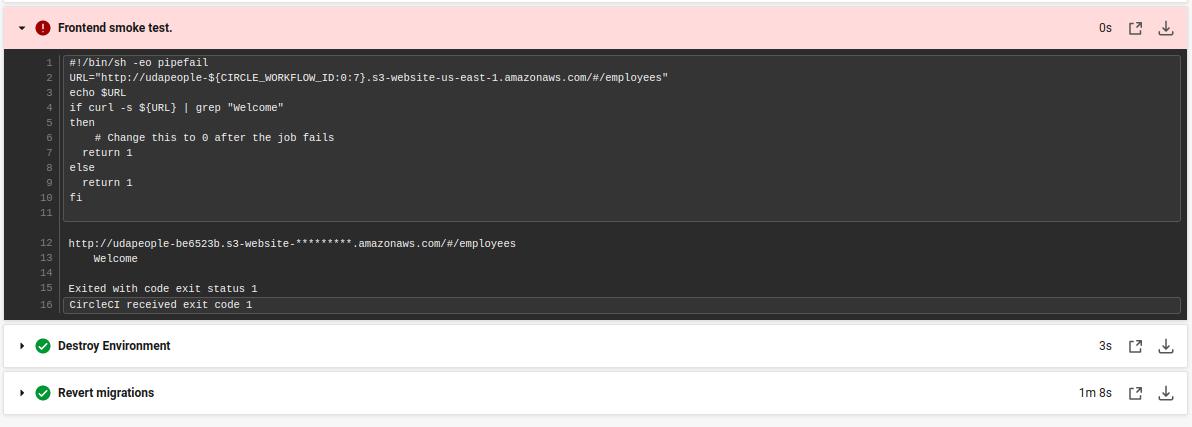 Frontend smoke test. 0s
1 #!/bin/sh -eo pipefail
2 URL="http://udapeople-${CIRCLE_WORKFLOW_ID:0:7}.s3-website-us-east-1.amazonaws.com/#/employees"
3 echo $URL
4 if curl -s ${URL} | grep "Welcome"
5 then
6     # Change this to 0 after the job fails
7   return 1
8 else
9   return 1
10 fi
11
12 http://udapeople-be6523b.s3-website-*********.amazonaws.com/#/employees
13     Welcome
14
15 Exited with code exit status 1
16 CircleCI received exit code 1
Destroy Environment 3s
Revert migrations 1m 8s